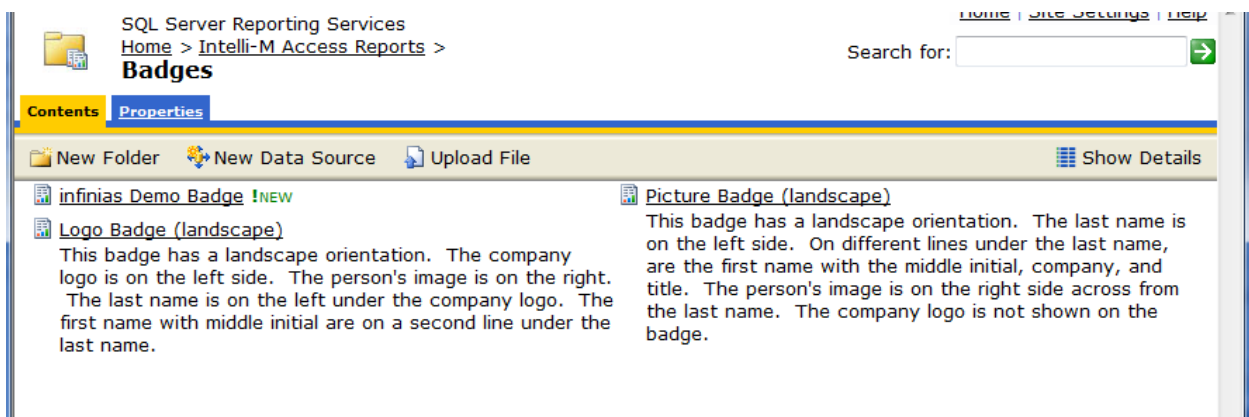 Home | Site Settings | Help
SQL Server Reporting Services
Home > Intelli-M Access Reports >
Search for:
Badges
Contents Properties
New Folder New Data Source Upload File Show Details
infinias Demo Badge !NEW
Logo Badge (landscape)
This badge has a landscape orientation. The company
logo is on the left side. The person's image is on the right.
The last name is on the left under the company logo. The
first name with middle initial are on a second line under the
last name.
Picture Badge (landscape)
This badge has a landscape orientation. The last name is
on the left side. On different lines under the last name,
are the first name with the middle initial, company, and
title. The person's image is on the right side across from
the last name. The company logo is not shown on the
badge.